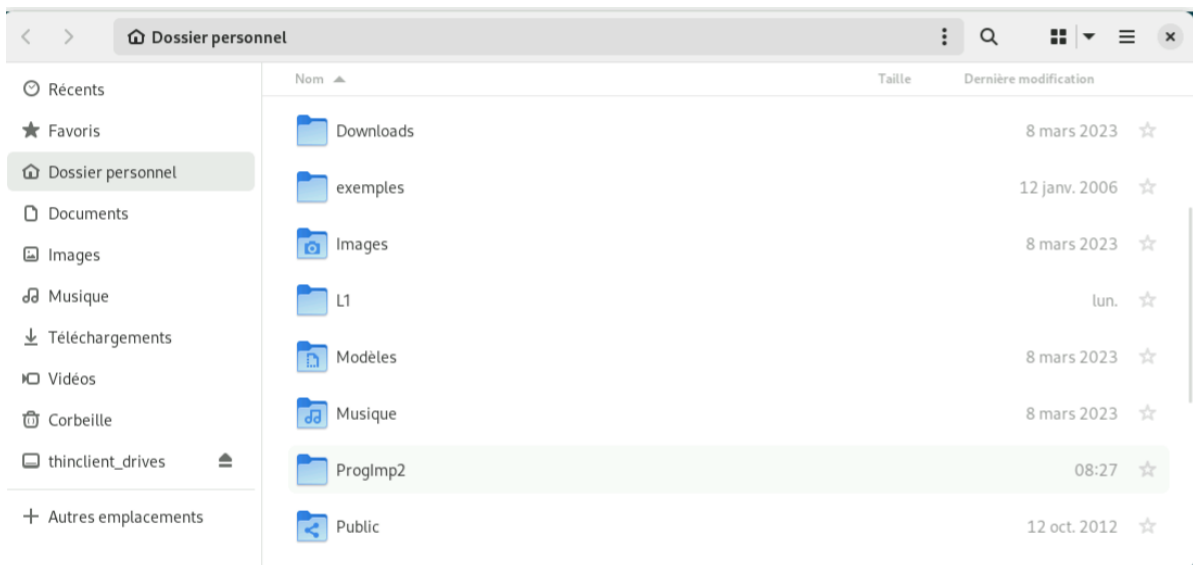 Dossier personnel
Nom Taille Dernière modification
Récents
Favoris
Dossier personnel
Documents
Images
Musique
Téléchargements
Vidéos
Corbeille
thinclient_drives
Autres emplacements
Downloads 8 mars 2023
exemples 12 janv. 2006
Images 8 mars 2023
L1 lun.
Modèles 8 mars 2023
Musique 8 mars 2023
ProgImp2 08:27
Public 12 oct. 2012